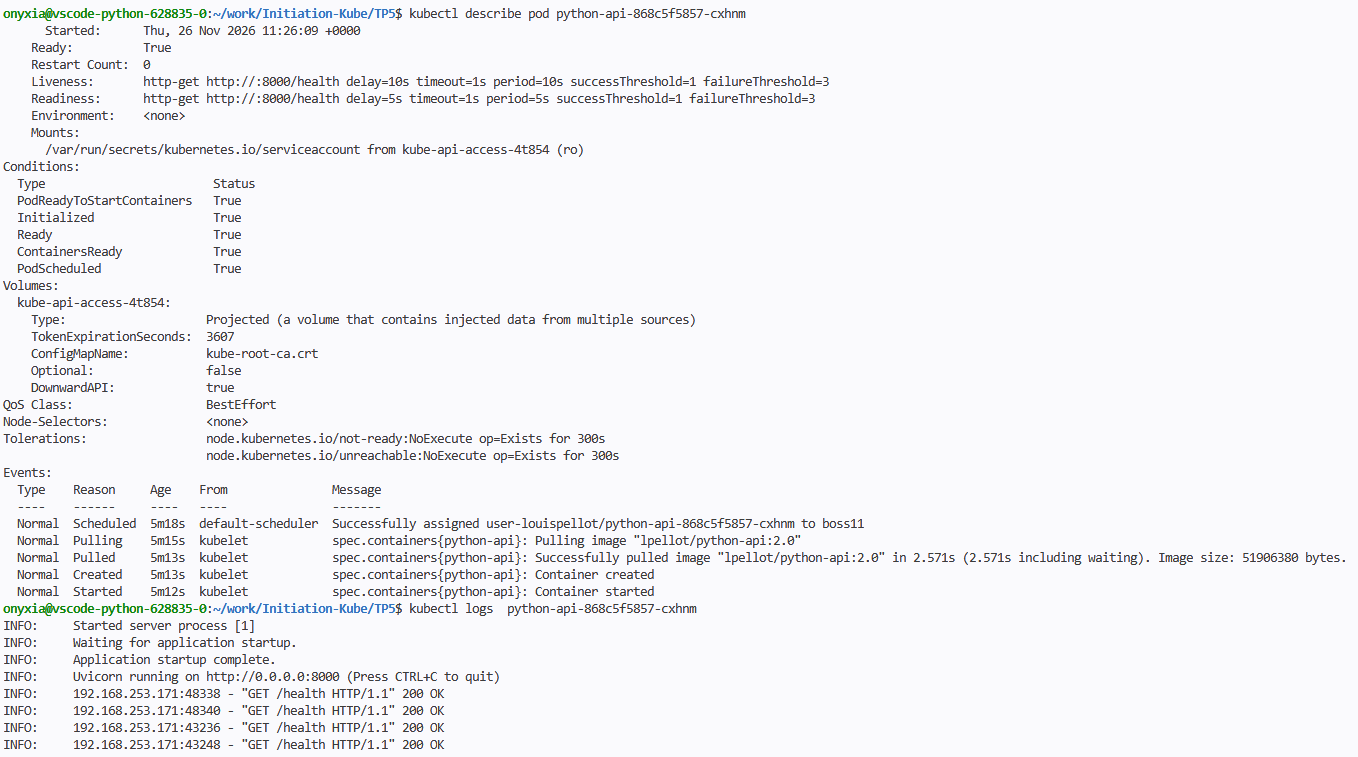 onyxia@vscode-python-628835-0:~/work/Initiation-Kube/TP5$ kubectl describe pod python-api-868c5f5857-cxhnm
      Started:      Thu, 26 Nov 2026 11:26:09 +0000
    Ready:          True
    Restart Count:  0
    Liveness:       http-get http://:8000/health delay=10s timeout=1s period=10s successThreshold=1 failureThreshold=3
    Readiness:      http-get http://:8000/health delay=5s timeout=1s period=5s successThreshold=1 failureThreshold=3
    Environment:    <none>
    Mounts:
      /var/run/secrets/kubernetes.io/serviceaccount from kube-api-access-4t854 (ro)
Conditions:
  Type                        Status
  PodReadyToStartContainers   True
  Initialized                 True
  Ready                       True
  ContainersReady             True
  PodScheduled                True
Volumes:
  kube-api-access-4t854:
    Type:                    Projected (a volume that contains injected data from multiple sources)
    TokenExpirationSeconds:  3607
    ConfigMapName:           kube-root-ca.crt
    Optional:                false
    DownwardAPI:             true
QoS Class:                   BestEffort
Node-Selectors:              <none>
Tolerations:                 node.kubernetes.io/not-ready:NoExecute op=Exists for 300s
                             node.kubernetes.io/unreachable:NoExecute op=Exists for 300s
Events:
  Type    Reason     Age    From               Message
  ----    ------     ----   ----               -------
  Normal  Scheduled  5m18s  default-scheduler  Successfully assigned user-louispellot/python-api-868c5f5857-cxhnm to boss11
  Normal  Pulling    5m15s  kubelet            spec.containers{python-api}: Pulling image "lpellot/python-api:2.0"
  Normal  Pulled     5m13s  kubelet            spec.containers{python-api}: Successfully pulled image "lpellot/python-api:2.0" in 2.571s (2.571s including waiting). Image size: 51906380 bytes.
  Normal  Created    5m13s  kubelet            spec.containers{python-api}: Container created
  Normal  Started    5m12s  kubelet            spec.containers{python-api}: Container started
onyxia@vscode-python-628835-0:~/work/Initiation-Kube/TP5$ kubectl logs  python-api-868c5f5857-cxhnm
INFO:     Started server process [1]
INFO:     Waiting for application startup.
INFO:     Application startup complete.
INFO:     Uvicorn running on http://0.0.0.0:8000 (Press CTRL+C to quit)
INFO:     192.168.253.171:48338 - "GET /health HTTP/1.1" 200 OK
INFO:     192.168.253.171:48340 - "GET /health HTTP/1.1" 200 OK
INFO:     192.168.253.171:43236 - "GET /health HTTP/1.1" 200 OK
INFO:     192.168.253.171:43248 - "GET /health HTTP/1.1" 200 OK